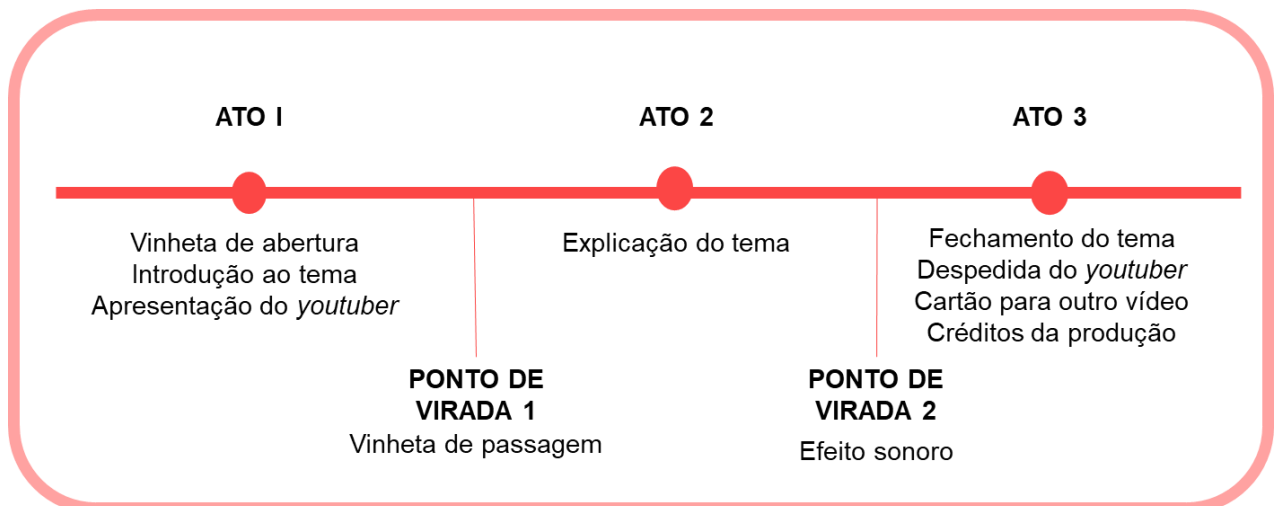 ATO I
Vinheta de abertura
Introdução ao tema
Apresentação do youtuber
PONTO DE
VIRADA 1
Vinheta de passagem
ATO 2
Explicação do tema
PONTO DE
VIRADA 2
Efeito sonoro
ATO 3
Fechamento do tema
Despedida do youtuber
Cartão para outro vídeo
Créditos da produção